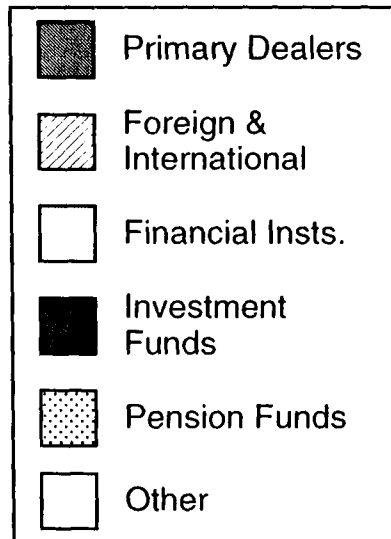 Primary Dealers
Foreign &
International
Financial Insts.
Investment
Funds
Pension Funds
Other